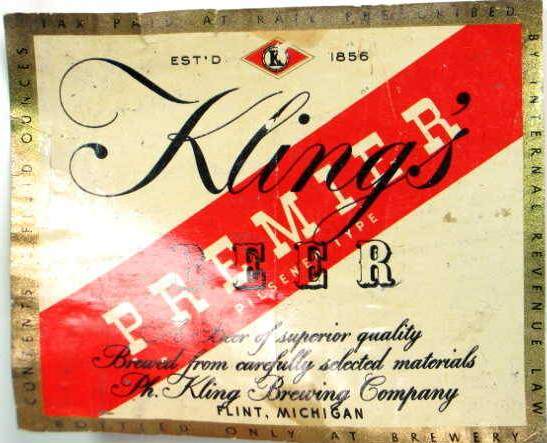 TAX PAID AT RATE PRESCRIBED
BY INTERNAL REVENUE LAW
CONTENTS FLUID OUNCES
EST'D K 1856
Kling's
PREMIER
BEER
PILSENER TYPE
Beer of superior quality
Brewed from carefully selected materials
Ph. Kling Brewing Company
FLINT, MICHIGAN
BOTTLED ONLY AT BREWERY